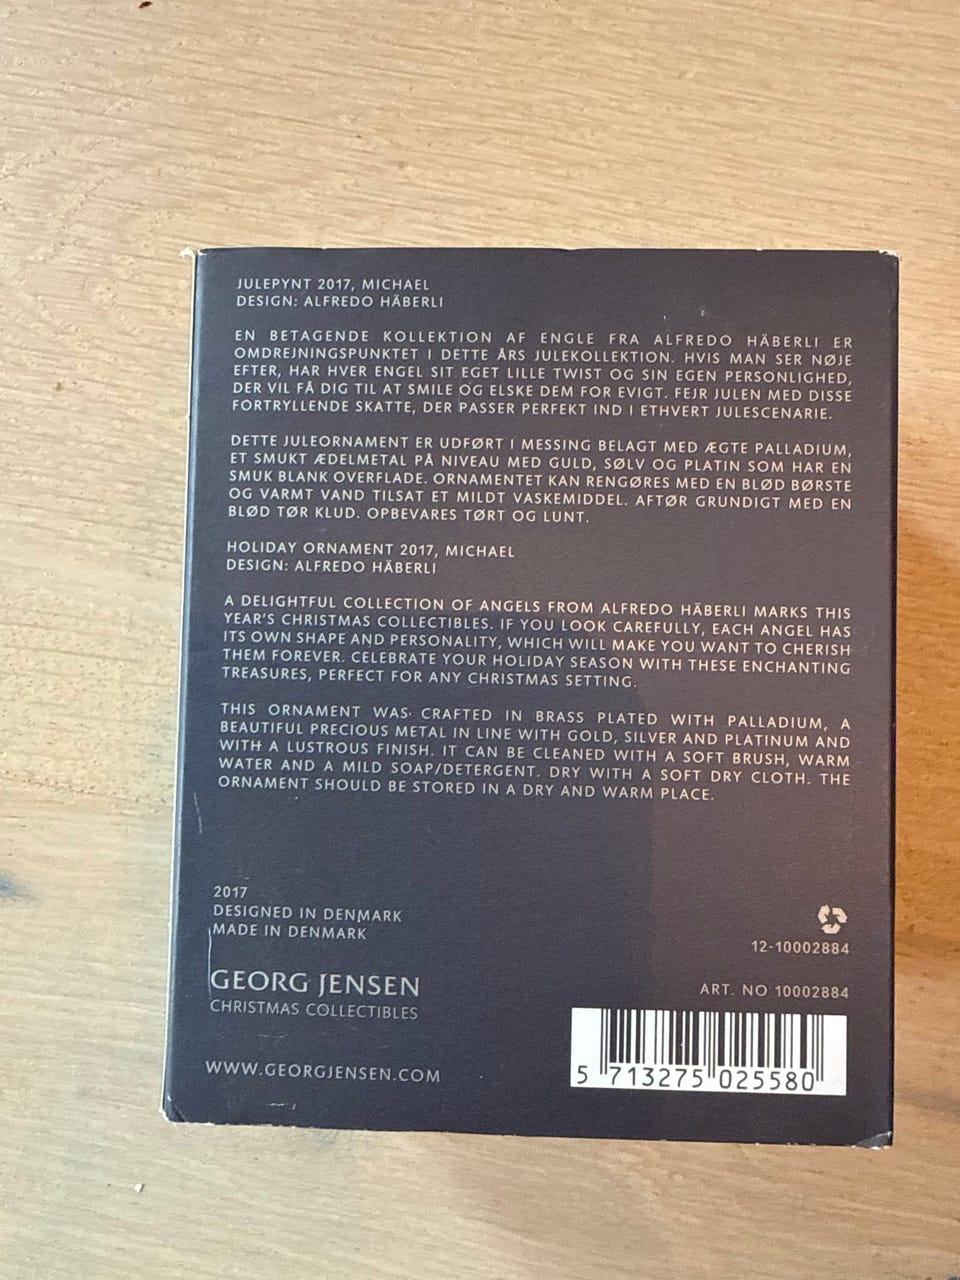 JULEPYNT 2017, MICHAEL
DESIGN: ALFREDO HÄBERLI
EN BETAGENDE KOLLEKTION AF ENGLE FRA ALFREDO HÄBERLI ER
OMDREJNINGSPUNKTET I DETTE ÅRS JULEKOLLEKTION. HVIS MAN SER NØJE
EFTER, HAR HVER ENGEL SIT EGET LILLE TWIST OG SIN EGEN PERSONLIGHED,
DER VIL FÅ DIG TIL AT SMILE OG ELSKE DEM FOR EVIGT. FEJR JULEN MED DISSE
FORTRYLLENDE SKATTE, DER PASSER PERFEKT IND I ETHVERT JULESCENARIE.
DETTE JULEORNAMENT ER UDFØRT I MESSING BELAGT MED ÆGTE PALLADIUM,
ET SMUKT ÆDELMETAL PÅ NIVEAU MED GULD, SØLV OG PLATIN SOM HAR EN
SMUK BLANK OVERFLADE. ORNAMENTET KAN RENGØRES MED EN BLØD BØRSTE
OG VARMT VAND TILSAT ET MILDT VASKEMIDDEL. AFTØR GRUNDIGT MED EN
BLØD TØR KLUD. OPBEVARES TØRT OG LUNT.
HOLIDAY ORNAMENT 2017, MICHAEL
DESIGN: ALFREDO HÄBERLI
A DELIGHTFUL COLLECTION OF ANGELS FROM ALFREDO HÄBERLI MARKS THIS
YEAR'S CHRISTMAS COLLECTIBLES. IF YOU LOOK CAREFULLY, EACH ANGEL HAS
ITS OWN SHAPE AND PERSONALITY, WHICH WILL MAKE YOU WANT TO CHERISH
THEM FOREVER. CELEBRATE YOUR HOLIDAY SEASON WITH THESE ENCHANTING
TREASURES, PERFECT FOR ANY CHRISTMAS SETTING.
THIS ORNAMENT WAS CRAFTED IN BRASS PLATED WITH PALLADIUM, A
BEAUTIFUL PRECIOUS METAL IN LINE WITH GOLD, SILVER AND PLATINUM AND
WITH A LUSTROUS FINISH. IT CAN BE CLEANED WITH A SOFT BRUSH, WARM
WATER AND A MILD SOAP/DETERGENT. DRY WITH A SOFT DRY CLOTH. THE
ORNAMENT SHOULD BE STORED IN A DRY AND WARM PLACE.
2017
DESIGNED IN DENMARK
MADE IN DENMARK
12-10002884
GEORG JENSEN
CHRISTMAS COLLECTIBLES
ART. NO 10002884
WWW.GEORGJENSEN.COM
5 713275 025580